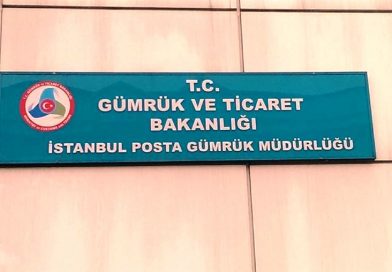 T.C.
GÜMRÜK VE TİCARET
BAKANLIĞI
İSTANBUL POSTA GÜMRÜK MÜDÜRLÜĞÜ